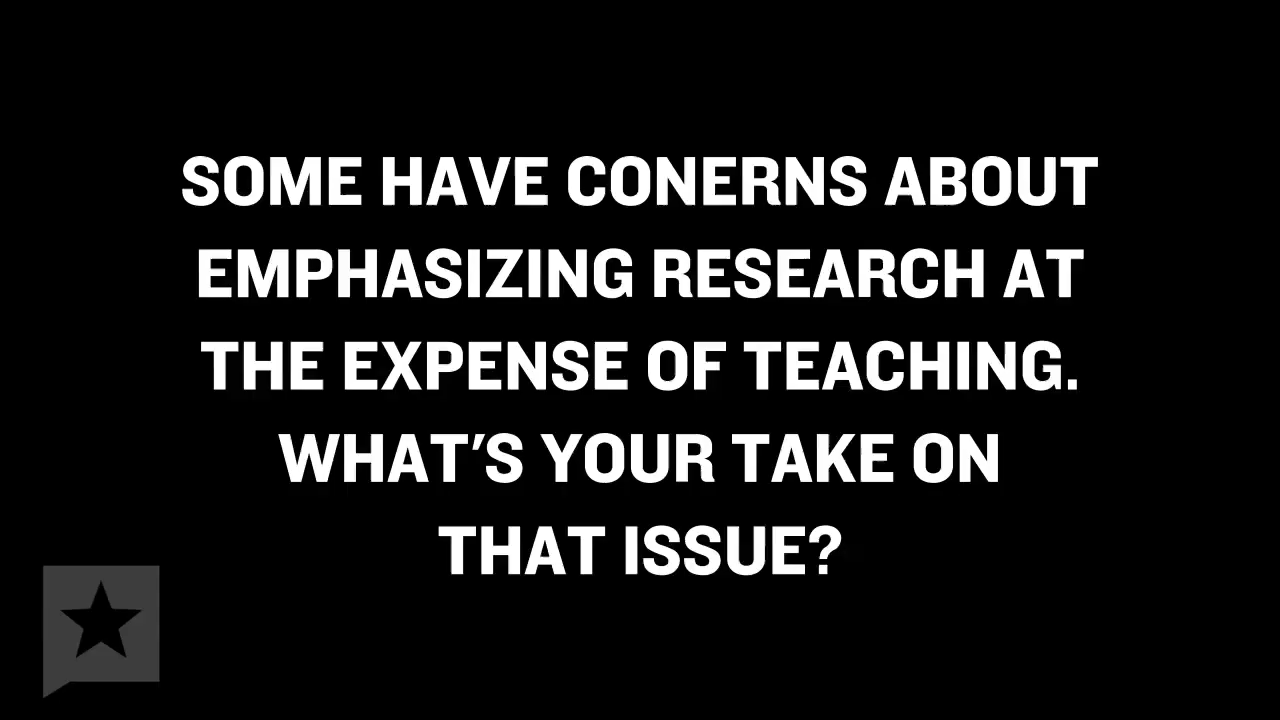 SOME HAVE CONERNS ABOUT
EMPHASIZING RESEARCH AT
THE EXPENSE OF TEACHING.
WHAT'S YOUR TAKE ON
THAT ISSUE?